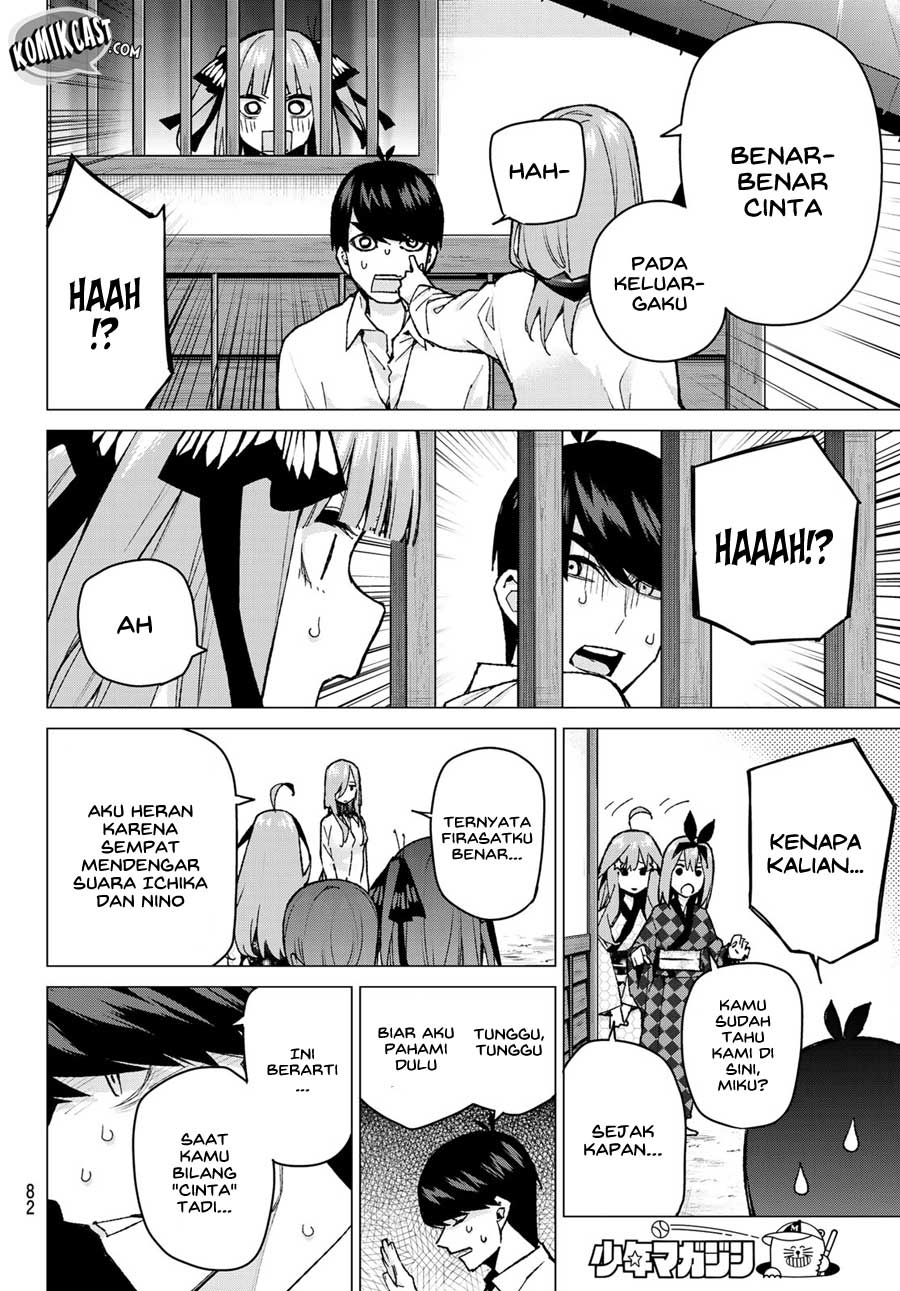 KOMIKCAST.COM
BENAR-
BENAR
CINTA
PADA
KELUAR-
GAKU
HAH-
HAAH
!?
HAAAH!?
AH
KENAPA
KALIAN...
KAMU
SUDAH
TAHU
KAMI DI
SINI,
MIKU?
SEJAK
KAPAN...
TERNYATA
FIRASATKU
BENAR...
AKU HERAN
KARENA
SEMPAT
MENDENGAR
SUARA ICHIKA
DAN NINO
TUNGGU,
TUNGGU
BIAR AKU
PAHAMI
DULU
INI
BERARTI
...
SAAT
KAMU
BILANG
"CINTA"
TADI...
82
少年マガジン
M